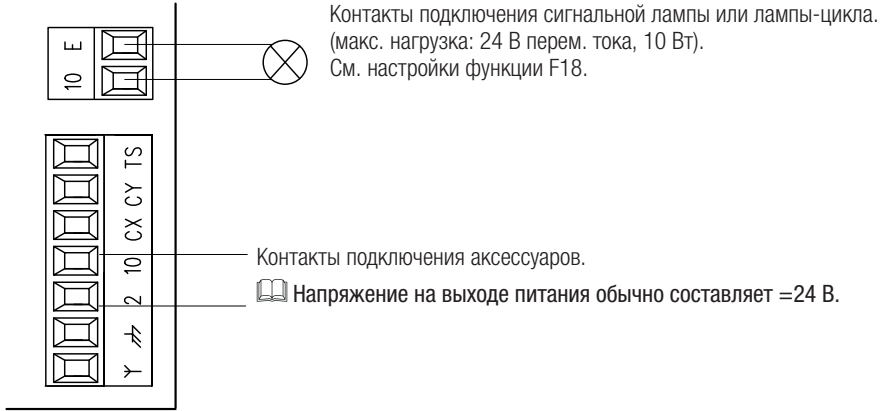 Контакты подключения сигнальной лампы или лампы-цикла.
(макс. нагрузка: 24 В перем. тока, 10 Вт).
См. настройки функции F18.
10 E
TS
CY
CX
10
2
Y
Контакты подключения аксессуаров.
Напряжение на выходе питания обычно составляет =24 В.